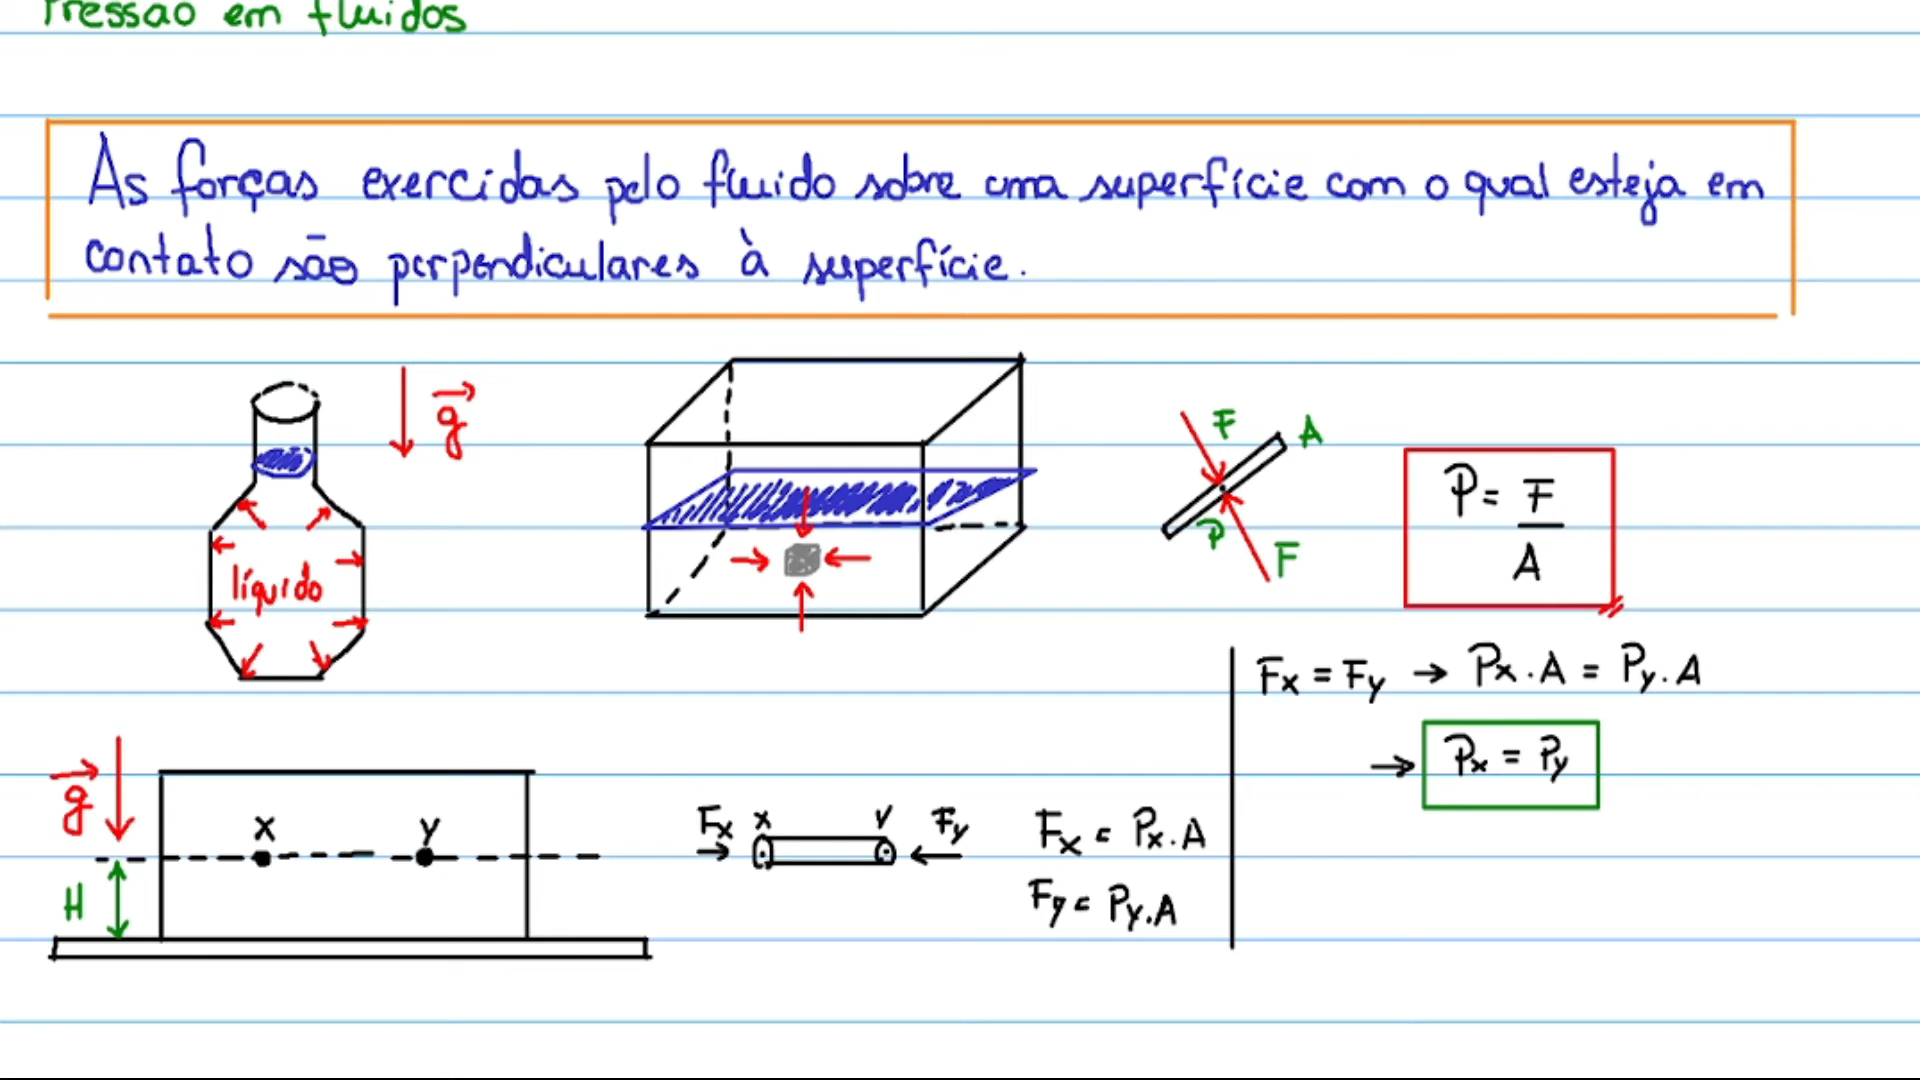 Pressão em fluidos
As forças exercidas pelo fluido sobre uma superfície com o qual esteja em
contato são perpendiculares à superfície.
g
líquido
F
A
P
F
P = F / A
Fx = Fy → Px . A = Py . A
→ Px = Py
g
H
x
y
Fx
x
y
Fy
Fx = Px . A
Fy = Py . A